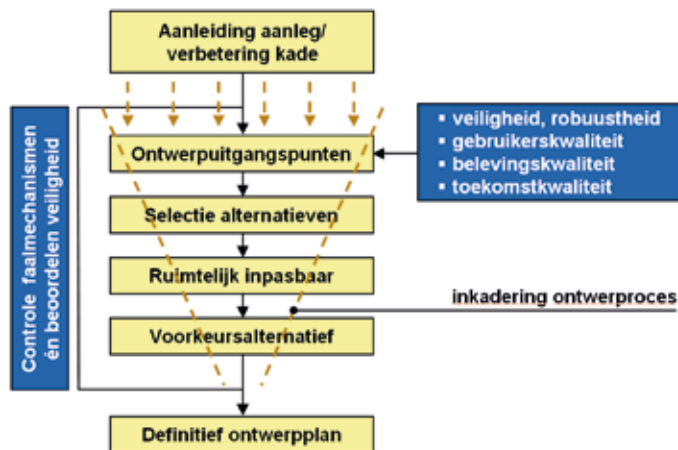 Aanleiding aanleg/
verbetering kade
Controle faalmechanismen
én beoordelen veiligheid
▪ veiligheid, robuustheid
▪ gebruikerskwaliteit
▪ belevingskwaliteit
▪ toekomstkwaliteit
Ontwerpuitgangspunten
Selectie alternatieven
Ruimtelijk inpasbaar
inkadering ontwerproces
Voorkeursalternatief
Definitief ontwerpplan